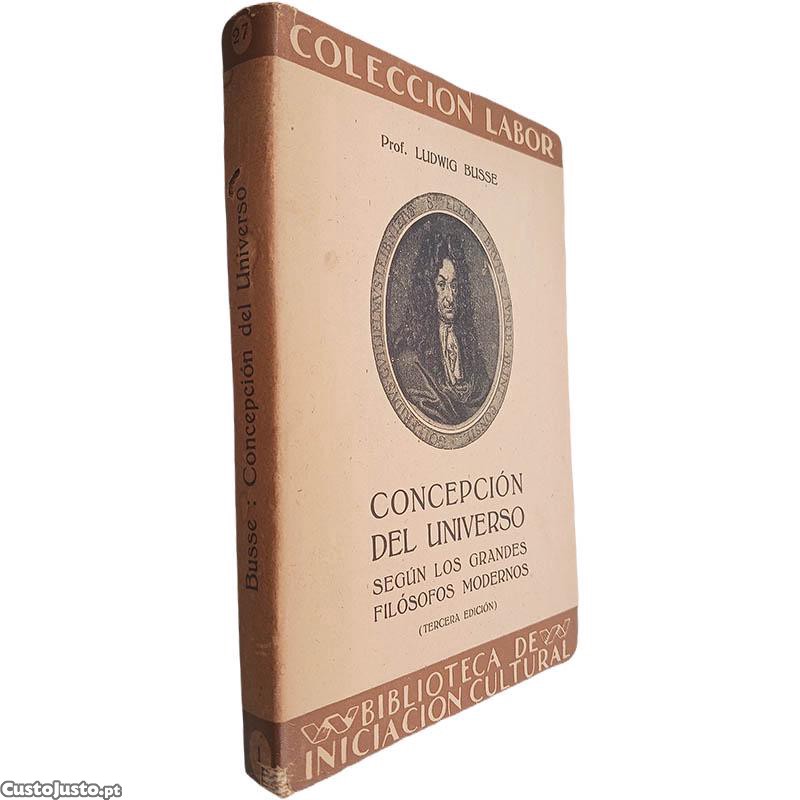 27
Busse : Concepción del Universo
1
COLECCION LABOR
Prof. LUDWIG BUSSE
CONCEPCIÓN
DEL UNIVERSO
SEGÚN LOS GRANDES
FILÓSOFOS MODERNOS
(TERCERA EDICIÓN)
BIBLIOTECA DE
INICIACION CULTURAL
CustoJusto.pt